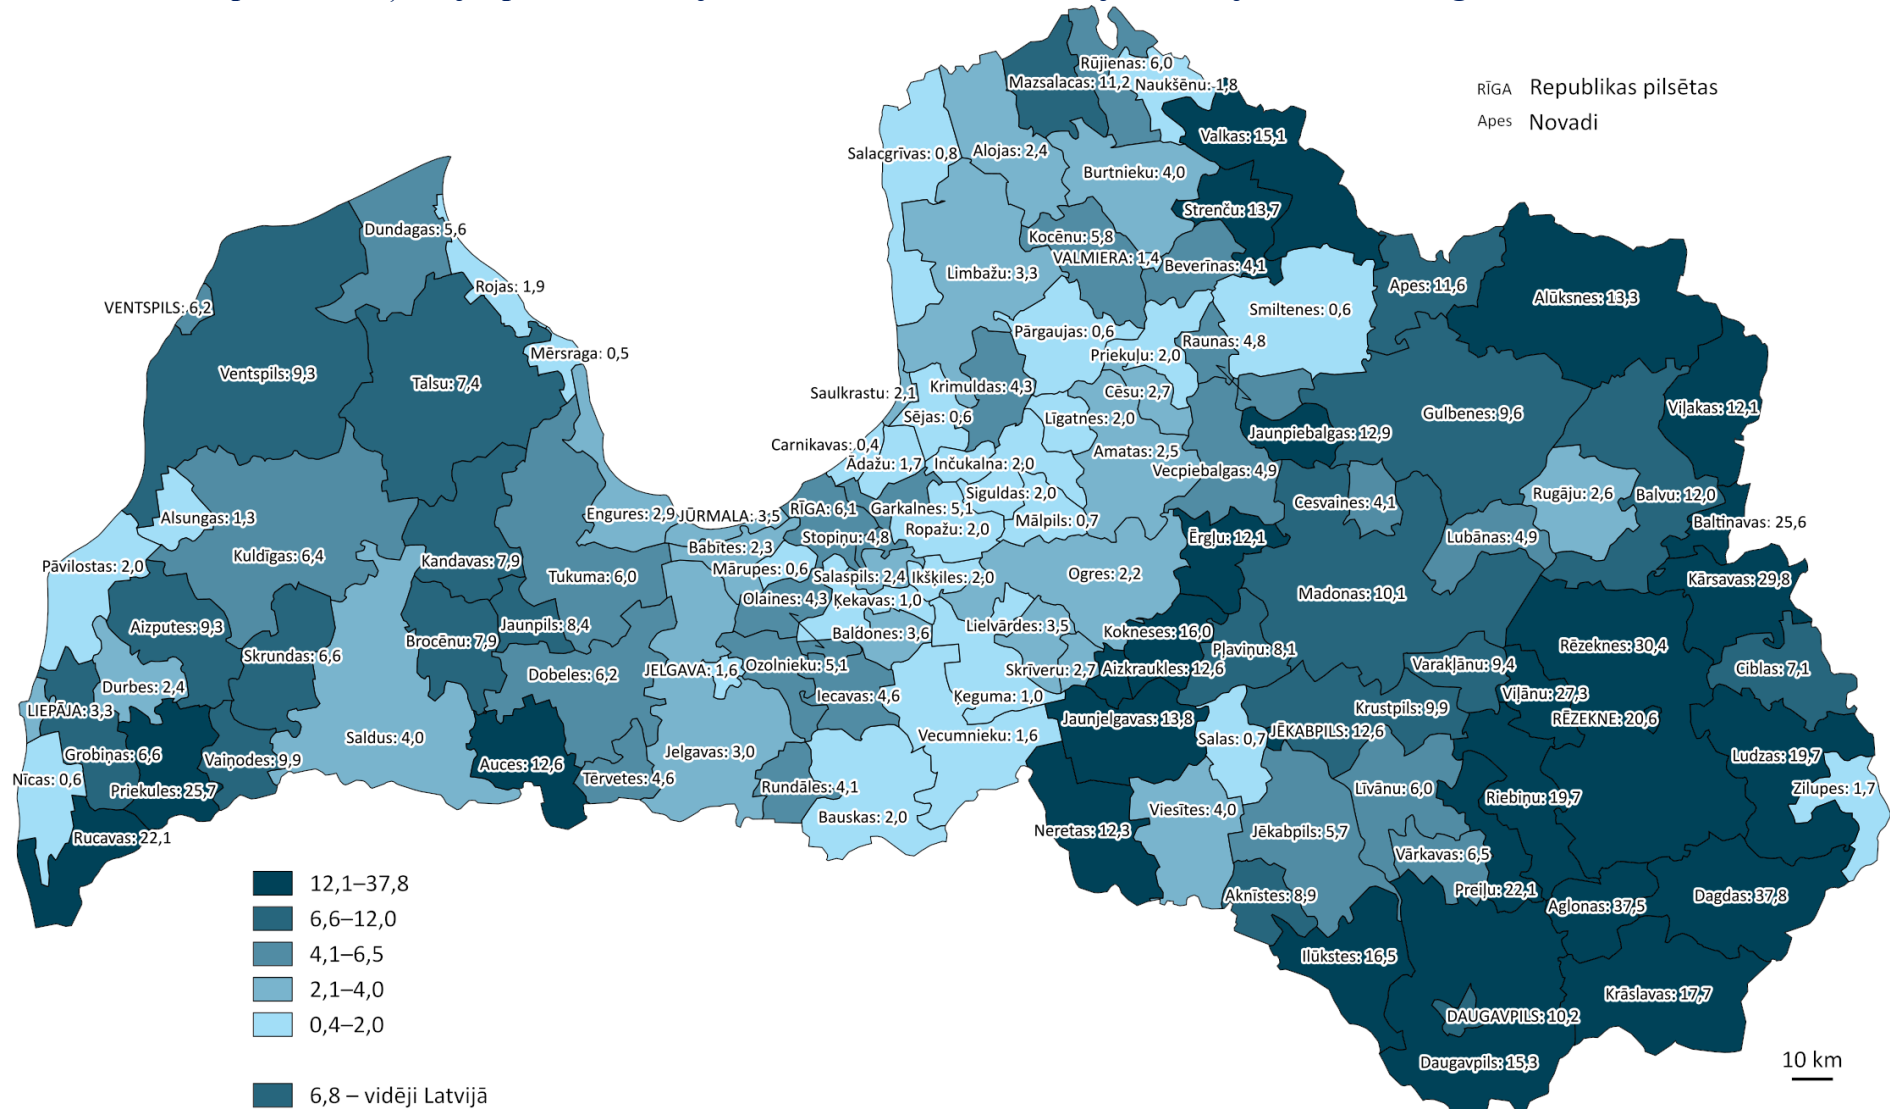 RĪGA Republikas pilsētas
Apes Novadi
Rūjienas: 6,0
Mazsalacas: 11,2
Naukšēnu: 1,8
Valkas: 15,1
Salacgrīvas: 0,8
Alojas: 2,4
Burtnieku: 4,0
Strenču: 13,7
Dundagas: 5,6
Kocēnu: 5,8
VALMIERA: 1,4
Beverīnas: 4,1
Limbažu: 3,3
Rojas: 1,9
Apes: 11,6
Alūksnes: 13,3
VENTSPILS: 6,2
Smiltenes: 0,6
Pārgaujas: 0,6
Raunas: 4,8
Mērsraga: 0,5
Priekuļu: 2,0
Ventspils: 9,3
Talsu: 7,4
Saulkrastu: 2,1
Krimuldas: 4,3
Cēsu: 2,7
Viļakas: 12,1
Sējas: 0,6
Līgatnes: 2,0
Gulbenes: 9,6
Jaunpiebalgas: 12,9
Carnikavas: 0,4
Ādažu: 1,7
Inčukalna: 2,0
Amatas: 2,5
Vecpiebalgas: 4,9
Siguldas: 2,0
Rugāju: 2,6
Balvu: 12,0
Cesvaines: 4,1
Alsungas: 1,3
Engures: 2,9
JŪRMALA: 3,5
RĪGA: 6,1
Garkalnes: 5,1
Mālpils: 0,7
Baltinavas: 25,6
Ropažu: 2,0
Stopiņu: 4,8
Ērgļu: 12,1
Lubānas: 4,9
Babītes: 2,3
Kuldīgas: 6,4
Kandavas: 7,9
Pāvilostas: 2,0
Mārupes: 0,6
Salaspils: 2,4
Ikšķiles: 2,0
Ogres: 2,2
Tukuma: 6,0
Kārsavas: 29,8
Olaines: 4,3
Ķekavas: 1,0
Madonas: 10,1
Aizputes: 9,3
Jaunpils: 8,4
Baldones: 3,6
Lielvārdes: 3,5
Kokneses: 16,0
Brocēnu: 7,9
Rēzeknes: 30,4
Pļaviņu: 8,1
Skrundas: 6,6
Ozolnieku: 5,1
Skrīveru: 2,7
Aizkraukles: 12,6
Varakļānu: 9,4
Ciblas: 7,1
Dobeles: 6,2
JELGAVA: 1,6
Durbes: 2,4
Iecavas: 4,6
Ķeguma: 1,0
Viļānu: 27,3
LIEPĀJA: 3,3
Krustpils: 9,9
Jaunjelgavas: 13,8
RĒZEKNE: 20,6
JĒKABPILS: 12,6
Saldus: 4,0
Vecumnieku: 1,6
Salas: 0,7
Grobiņas: 6,6
Vaiņodes: 9,9
Jelgavas: 3,0
Ludzas: 19,7
Auces: 12,6
Nīcas: 0,6
Tērvetes: 4,6
Rundāles: 4,1
Līvānu: 6,0
Zilupes: 1,7
Priekules: 25,7
Riebiņu: 19,7
Viesītes: 4,0
Bauskas: 2,0
Neretas: 12,3
Jēkabpils: 5,7
Rucavas: 22,1
Vārkavas: 6,5
Preiļu: 22,1
Aknīstes: 8,9
Dagdas: 37,8
Aglonas: 37,5
12,1–37,8
6,6–12,0
4,1–6,5
Ilūkstes: 16,5
2,1–4,0
Krāslavas: 17,7
0,4–2,0
DAUGAVPILS: 10,2
Daugavpils: 15,3
10 km
6,8 – vidēji Latvijā